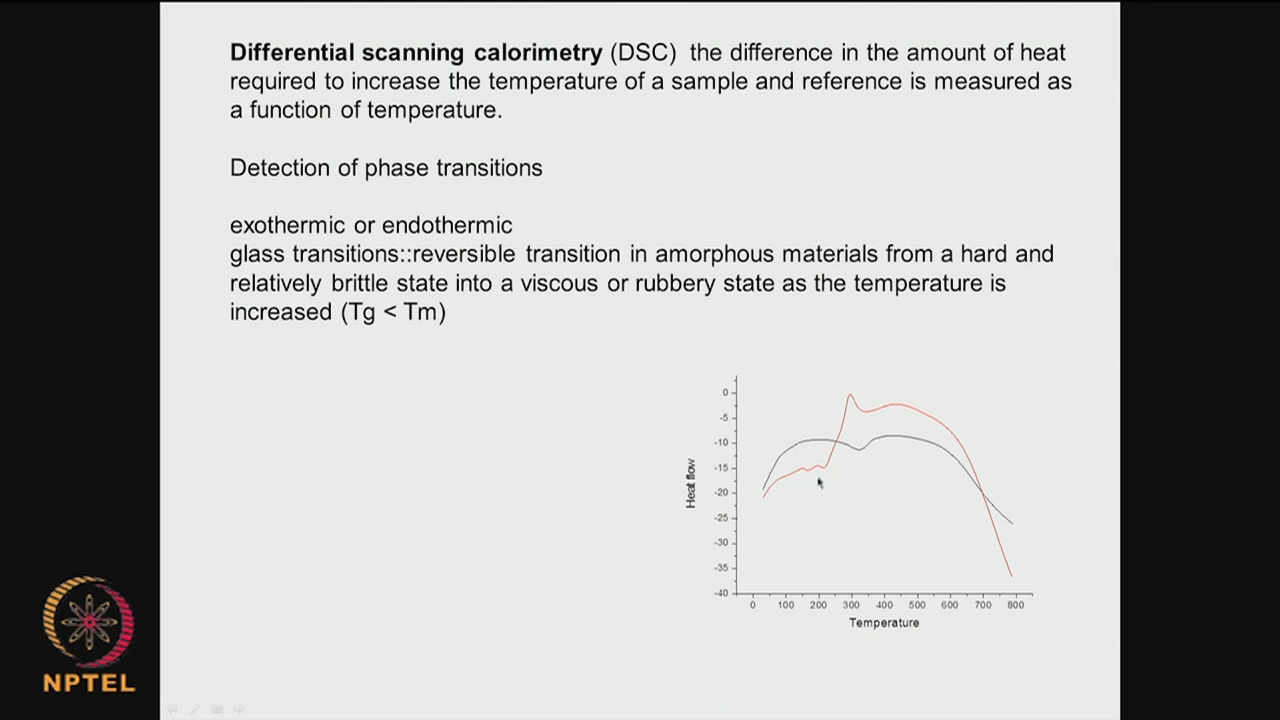 Differential scanning calorimetry (DSC) the difference in the amount of heat
required to increase the temperature of a sample and reference is measured as
a function of temperature.
Detection of phase transitions
exothermic or endothermic
glass transitions::reversible transition in amorphous materials from a hard and
relatively brittle state into a viscous or rubbery state as the temperature is
increased (Tg < Tm)
0
-5
-10
-15
-20
-25
-30
-35
-40
Heat flow
0 100 200 300 400 500 600 700 800
Temperature
NPTEL